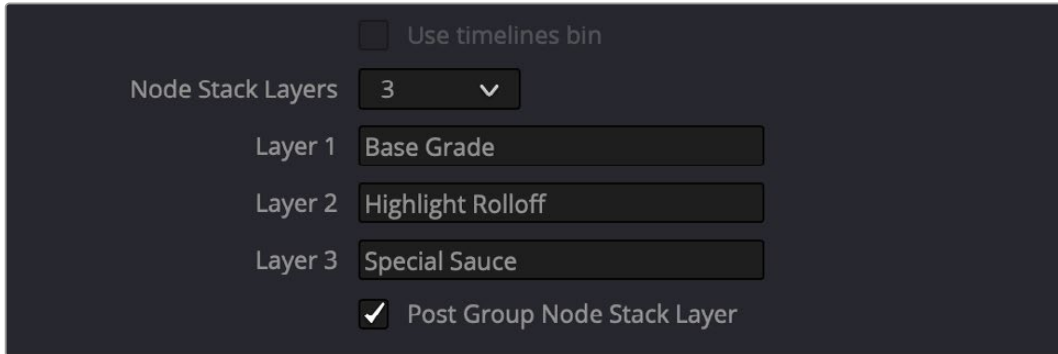 Use timelines bin
Node Stack Layers 3
Layer 1 Base Grade
Layer 2 Highlight Rolloff
Layer 3 Special Sauce
Post Group Node Stack Layer